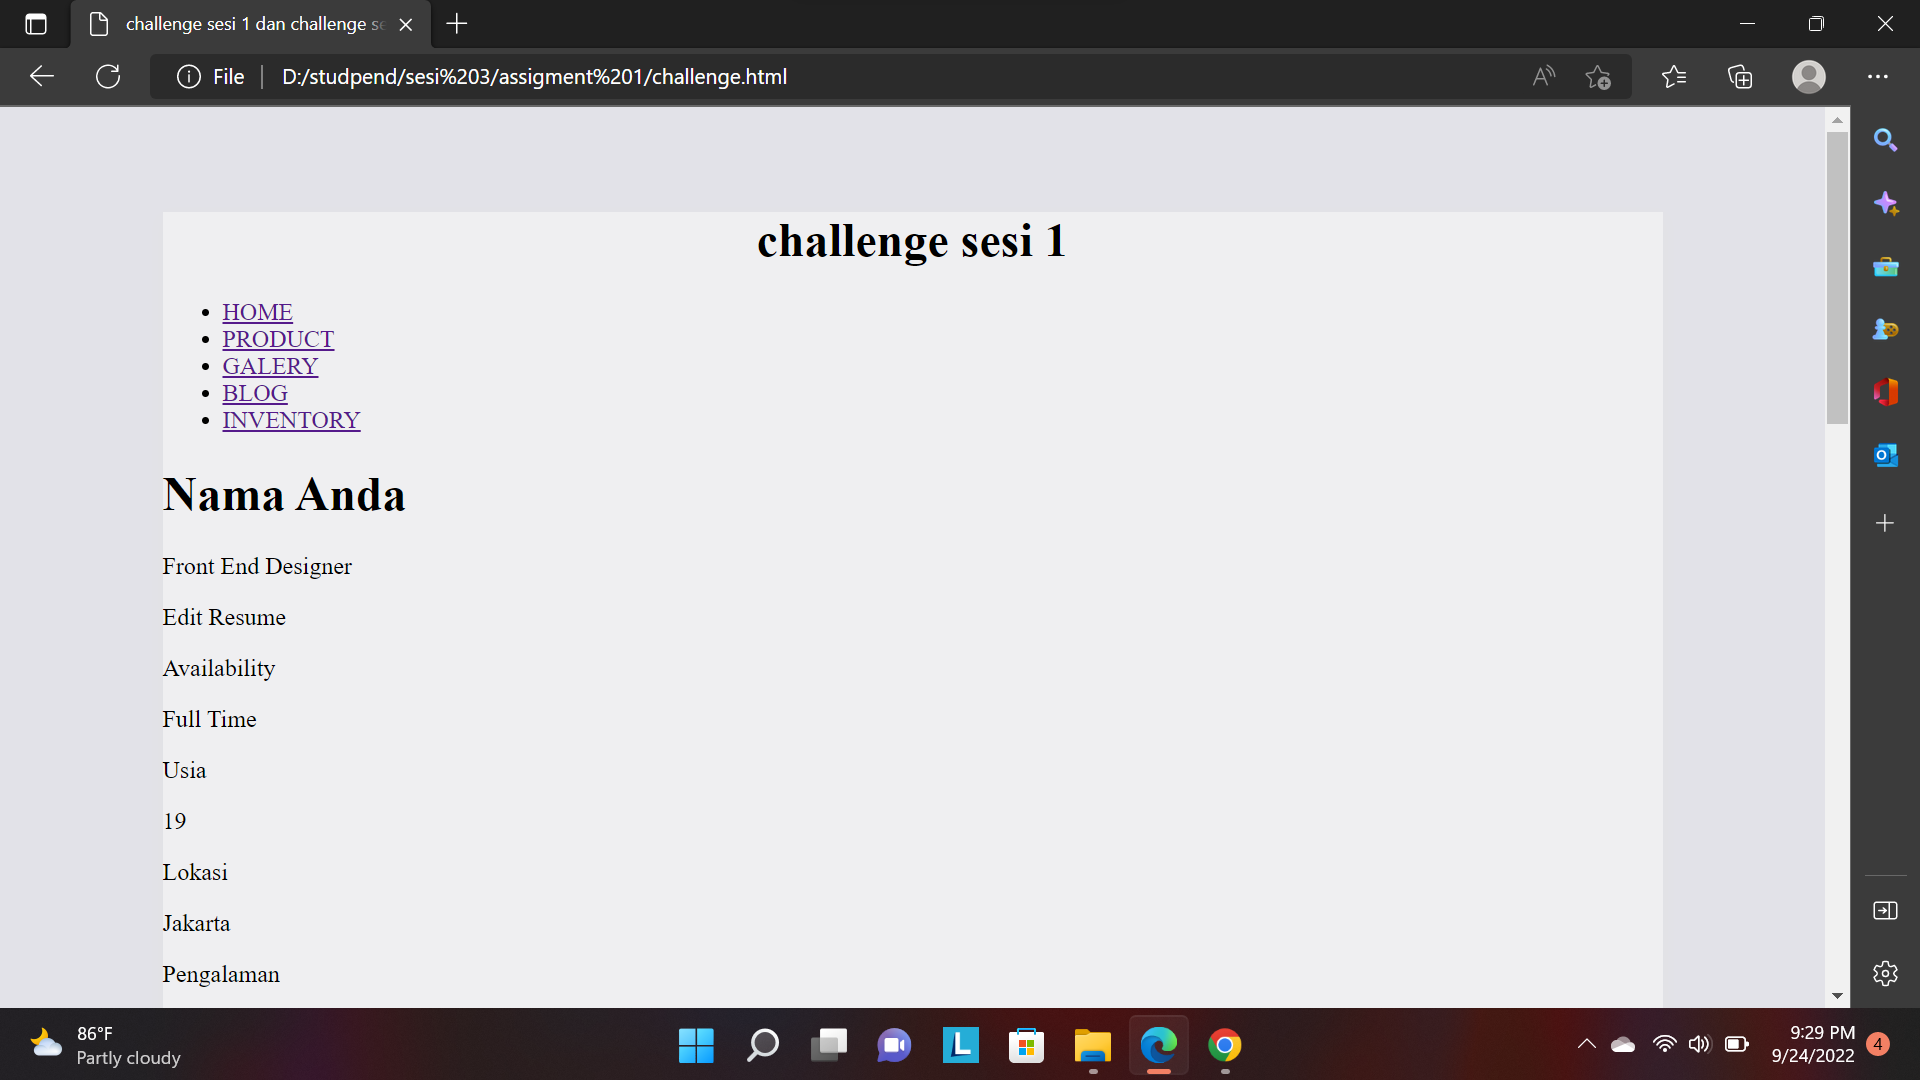 challenge sesi 1 dan challenge se
File
D:/studpend/sesi%203/assigment%201/challenge.html
challenge sesi 1
HOME
PRODUCT
GALERY
BLOG
INVENTORY
Nama Anda
Front End Designer
Edit Resume
Availability
Full Time
Usia
19
Lokasi
Jakarta
Pengalaman
86°F
Partly cloudy
L
9:29 PM
9/24/2022
4